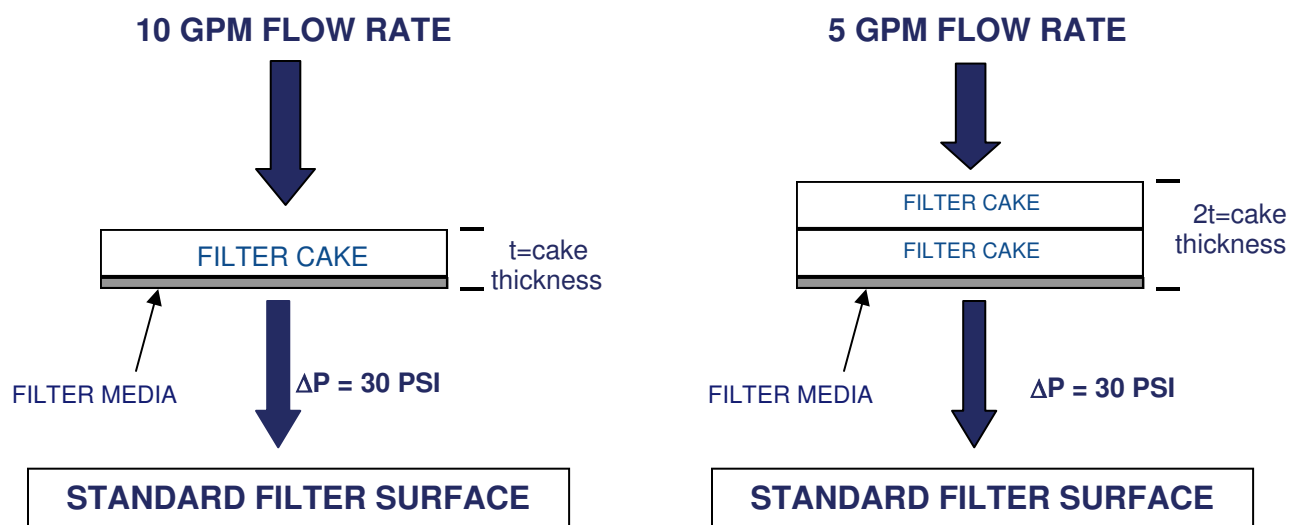 10 GPM FLOW RATE
FILTER CAKE
t=cake
thickness
FILTER MEDIA
ΔP = 30 PSI
STANDARD FILTER SURFACE
5 GPM FLOW RATE
FILTER CAKE
FILTER CAKE
2t=cake
thickness
FILTER MEDIA
ΔP = 30 PSI
STANDARD FILTER SURFACE